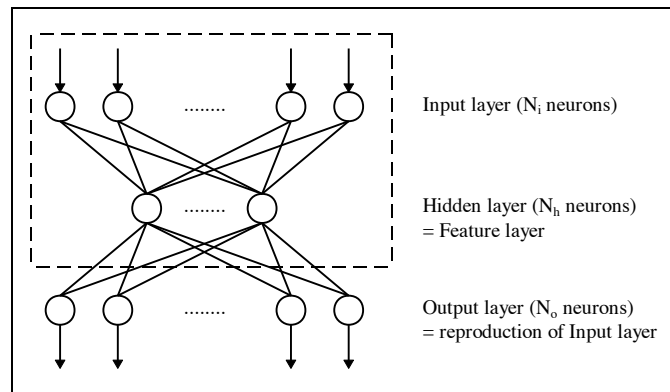 ........
Input layer (Nᵢ neurons)
........
Hidden layer (Nₕ neurons)
= Feature layer
........
Output layer (Nₒ neurons)
= reproduction of Input layer